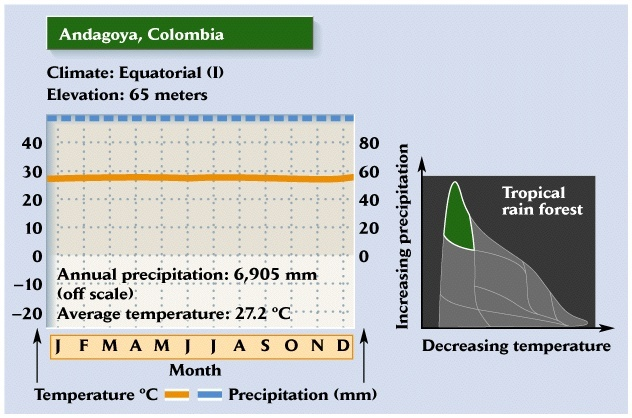 Andagoya, Colombia
Climate: Equatorial (I)
Elevation: 65 meters
40
30
20
10
0
−10
−20
80
60
40
20
0
Annual precipitation: 6,905 mm
(off scale)
Average temperature: 27.2 ºC
J F M A M J J A S O N D
Month
Temperature ºC
Precipitation (mm)
Increasing precipitation
Tropical
rain forest
Decreasing temperature